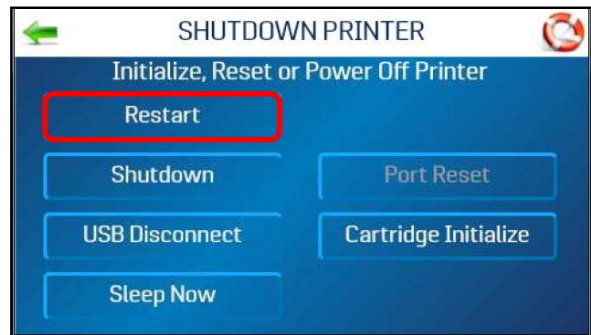 SHUTDOWN PRINTER
Initialize, Reset or Power Off Printer
Restart
Shutdown
Port Reset
USB Disconnect
Cartridge Initialize
Sleep Now